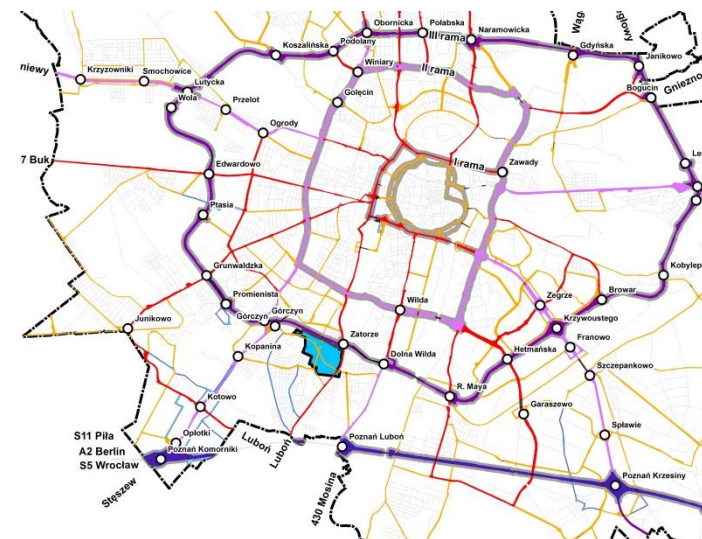 Obornicka
Połabska
Naramowicka
Podolany
III rama
Koszalińska
Gdyńska
Winiary
II rama
Janikowo
niewy
Krzyzowniki
Smochowice
Lutycka
Bogucin
Gniezno
Wola
Golęcin
Przelot
Ogrody
I rama
Zawady
7 Buk
Edwardowo
Ptasia
Grunwaldzka
Kobylep
Promienista
Zegrze
Browar
Junikowo
Górczyn
Górczyn
Wilda
Krzywoustego
Kopanina
Zatorze
Franowo
Dolna Wilda
Hetmańska
Szczepankowo
R. Maya
Kotowo
Garaszewo
S11 Piła
Opłotki
Luboń
Luboń
Spławie
A2 Berlin
Poznań Komorniki
Poznań Luboń
S5 Wrocław
Poznań Krzesiny
Stęszew
430 Mosina